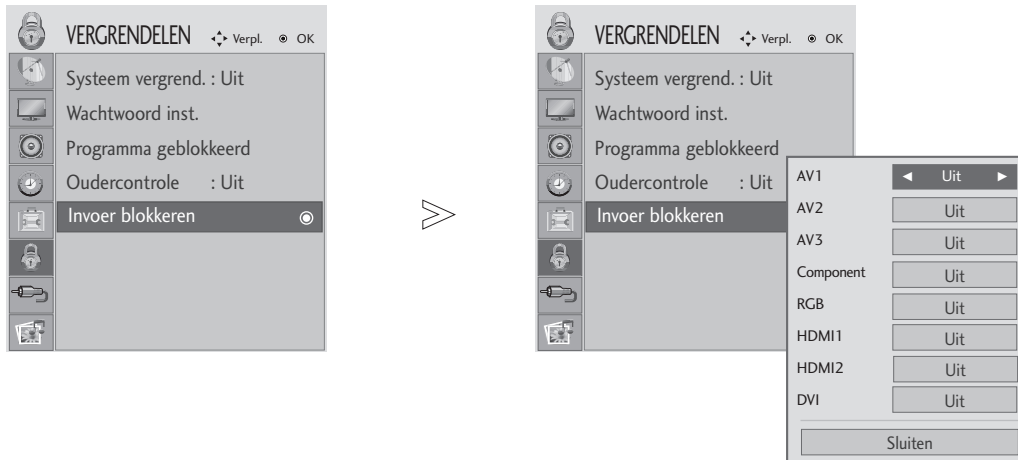 VERGRENDELEN Verpl. OK
Systeem vergrend. : Uit
Wachtwoord inst.
Programma geblokkeerd
Oudercontrole : Uit
Invoer blokkeren
VERGRENDELEN Verpl. OK
Systeem vergrend. : Uit
Wachtwoord inst.
Programma geblokkeerd
Oudercontrole : Uit
Invoer blokkeren
AV1 ◄ Uit ►
AV2 Uit
AV3 Uit
Component Uit
RGB Uit
HDMI1 Uit
HDMI2 Uit
DVI Uit
Sluiten